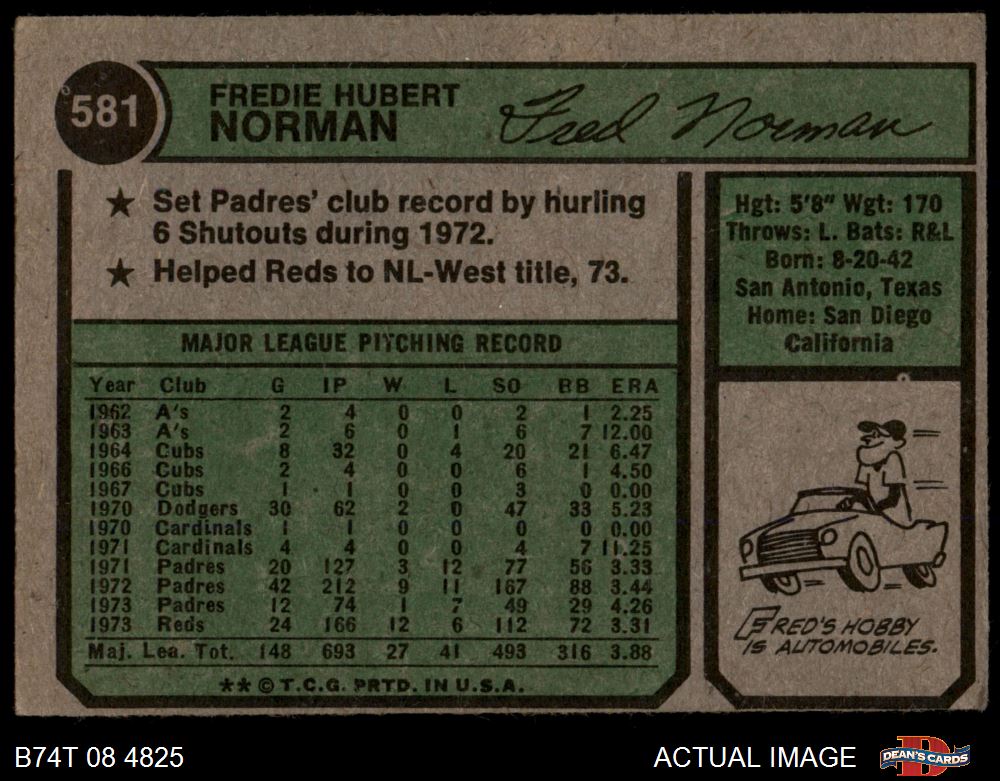 581
FREDIE HUBERT
NORMAN
Fred Norman
★ Set Padres' club record by hurling
6 Shutouts during 1972.
★ Helped Reds to NL-West title, 73.
Hgt: 5'8" Wgt: 170
Throws: L. Bats: R&L
Born: 8-20-42
San Antonio, Texas
Home: San Diego
California
MAJOR LEAGUE PITCHING RECORD
Year Club G IP W L SO BB ERA
1962 A's 2 4 0 0 2 1 2.25
1963 A's 2 6 0 1 6 7 12.00
1964 Cubs 8 32 0 4 20 21 6.47
1966 Cubs 2 4 0 0 6 1 4.50
1967 Cubs 1 1 0 0 3 0 0.00
1970 Dodgers 30 62 2 0 47 33 5.23
1970 Cardinals 1 1 0 0 0 0 0.00
1971 Cardinals 4 4 0 0 4 7 11.25
1971 Padres 20 127 3 12 77 56 3.33
1972 Padres 42 212 9 11 167 88 3.44
1973 Padres 12 74 1 7 49 29 4.26
1973 Reds 24 166 12 6 112 72 3.31
Maj. Lea. Tot. 148 693 27 41 493 316 3.88
** © T.C.G. PRTD. IN U.S.A.
FRED'S HOBBY
IS AUTOMOBILES.
B74T 08 4825
ACTUAL IMAGE
DEAN'S CARDS